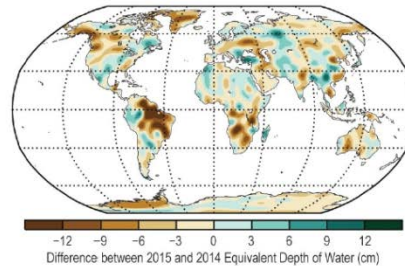 −12 −9 −6 −3 0 3 6 9 12
Difference between 2015 and 2014 Equivalent Depth of Water (cm)